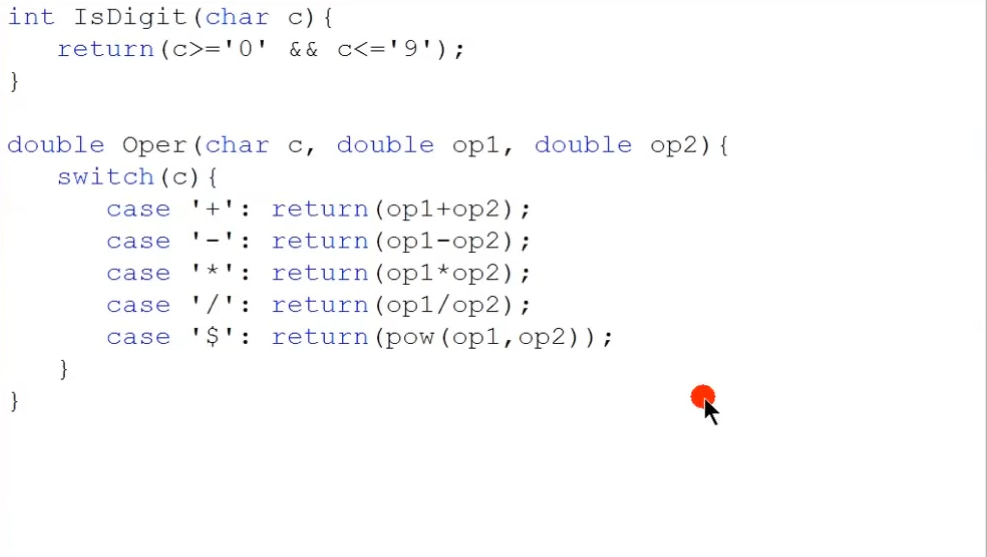 int IsDigit(char c){
return(c>='0' && c<='9');
}
double Oper(char c, double op1, double op2){
switch(c){
case '+': return(op1+op2);
case '-': return(op1-op2);
case '*': return(op1*op2);
case '/': return(op1/op2);
case '$': return(pow(op1,op2));
}
}